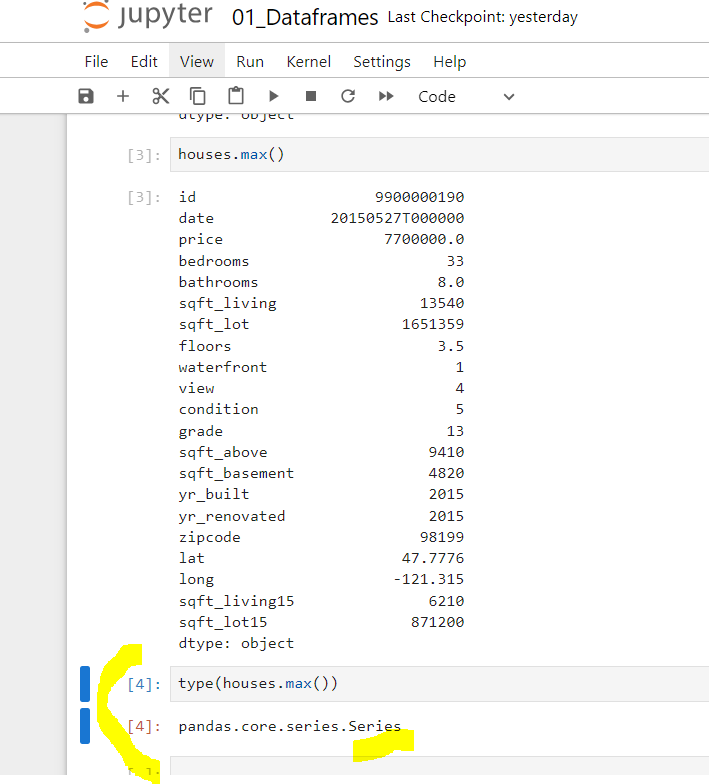 jupyter 01_Dataframes Last Checkpoint: yesterday
File Edit View Run Kernel Settings Help
Code
dtype: object
[3]: houses.max()
[3]: id 9900000190
date 20150527T000000
price 7700000.0
bedrooms 33
bathrooms 8.0
sqft_living 13540
sqft_lot 1651359
floors 3.5
waterfront 1
view 4
condition 5
grade 13
sqft_above 9410
sqft_basement 4820
yr_built 2015
yr_renovated 2015
zipcode 98199
lat 47.7776
long -121.315
sqft_living15 6210
sqft_lot15 871200
dtype: object
[4]: type(houses.max())
[4]: pandas.core.series.Series
[ ]: